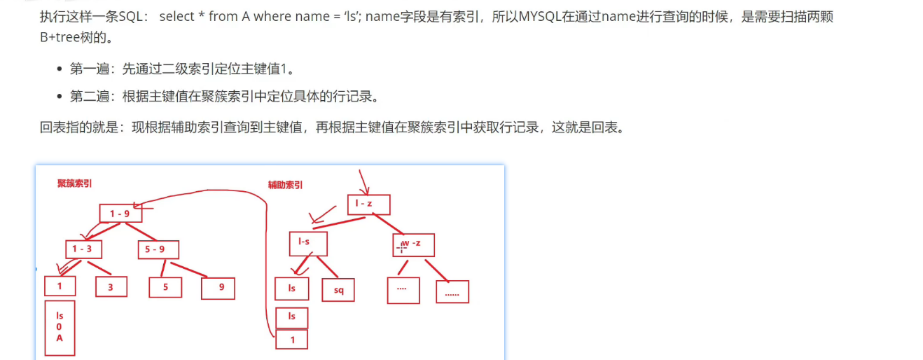 执行这样一条SQL： select * from A where name = 'ls'; name字段是有索引，所以MYSQL在通过name进行查询的时候，是需要扫描两颗
B+tree树的。
• 第一遍：先通过二级索引定位主键值1。
• 第二遍：根据主键值在聚簇索引中定位具体的行记录。
回表指的就是：现根据辅助索引查询到主键值，再根据主键值在聚簇索引中获取行记录，这就是回表。
聚簇索引
辅助索引
1 - 9
l - z
1 - 3
5 - 9
l-s
w -z
1
3
5
9
ls
sq
....
......
ls
0
A
ls
1